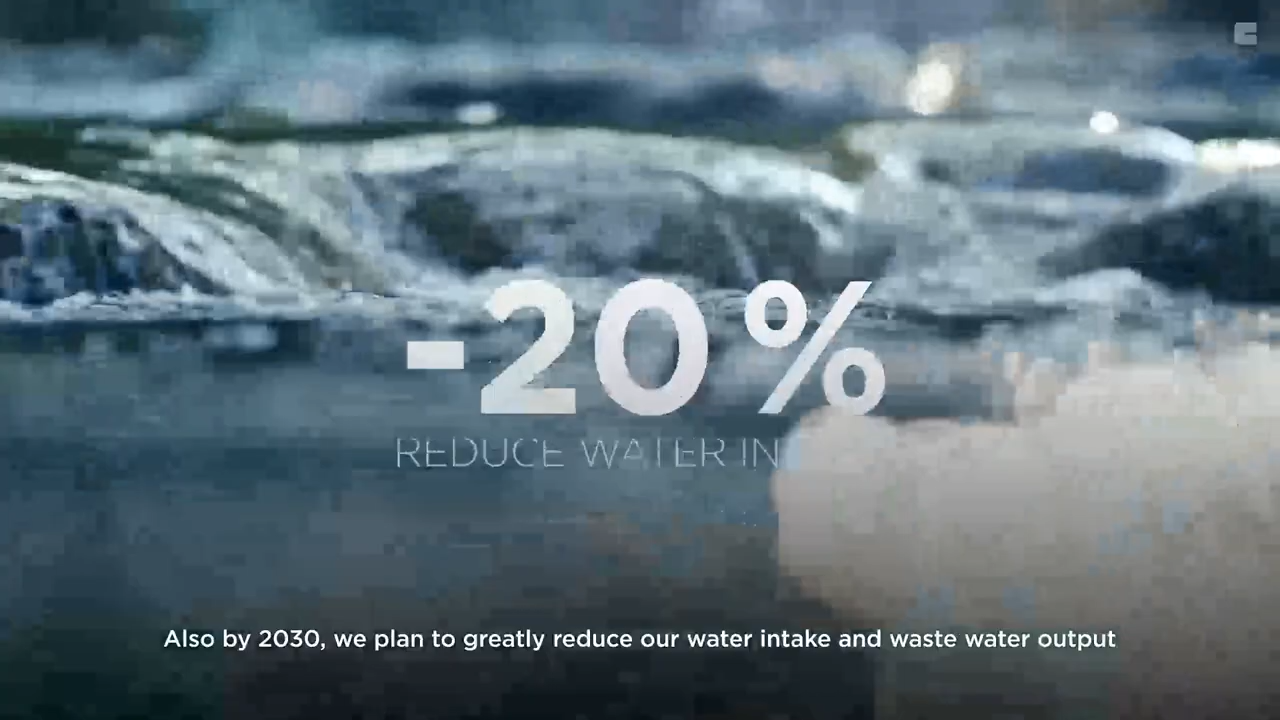 -20%
REDUCE WATER IN
Also by 2030, we plan to greatly reduce our water intake and waste water output